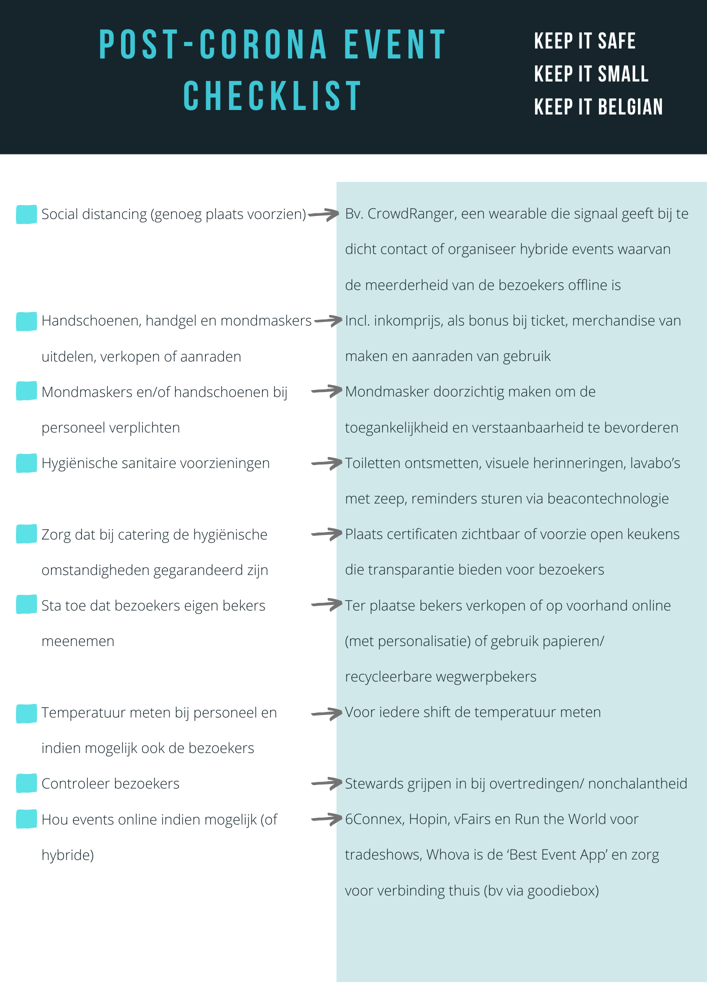 POST-CORONA EVENT
CHECKLIST
KEEP IT SAFE
KEEP IT SMALL
KEEP IT BELGIAN
Social distancing (genoeg plaats voorzien)
Bv. CrowdRanger, een wearable die signaal geeft bij te
dicht contact of organiseer hybride events waarvan
de meerderheid van de bezoekers offline is
Handschoenen, handgel en mondmaskers
uitdelen, verkopen of aanraden
Incl. inkomprijs, als bonus bij ticket, merchandise van
maken en aanraden van gebruik
Mondmaskers en/of handschoenen bij
personeel verplichten
Mondmasker doorzichtig maken om de
toegankelijkheid en verstaanbaarheid te bevorderen
Hygiënische sanitaire voorzieningen
Toiletten ontsmetten, visuele herinneringen, lavabo's
met zeep, reminders sturen via beacontechnologie
Zorg dat bij catering de hygiënische
omstandigheden gegarandeerd zijn
Plaats certificaten zichtbaar of voorzie open keukens
die transparantie bieden voor bezoekers
Sta toe dat bezoekers eigen bekers
meenemen
Ter plaatse bekers verkopen of op voorhand online
(met personalisatie) of gebruik papieren/
recycleerbare wegwerpbekers
Temperatuur meten bij personeel en
indien mogelijk ook de bezoekers
Voor iedere shift de temperatuur meten
Controleer bezoekers
Stewards grijpen in bij overtredingen/ nonchalantheid
Hou events online indien mogelijk (of
hybride)
6Connex, Hopin, vFairs en Run the World voor
tradeshows, Whova is de ‘Best Event App’ en zorg
voor verbinding thuis (bv via goodiebox)